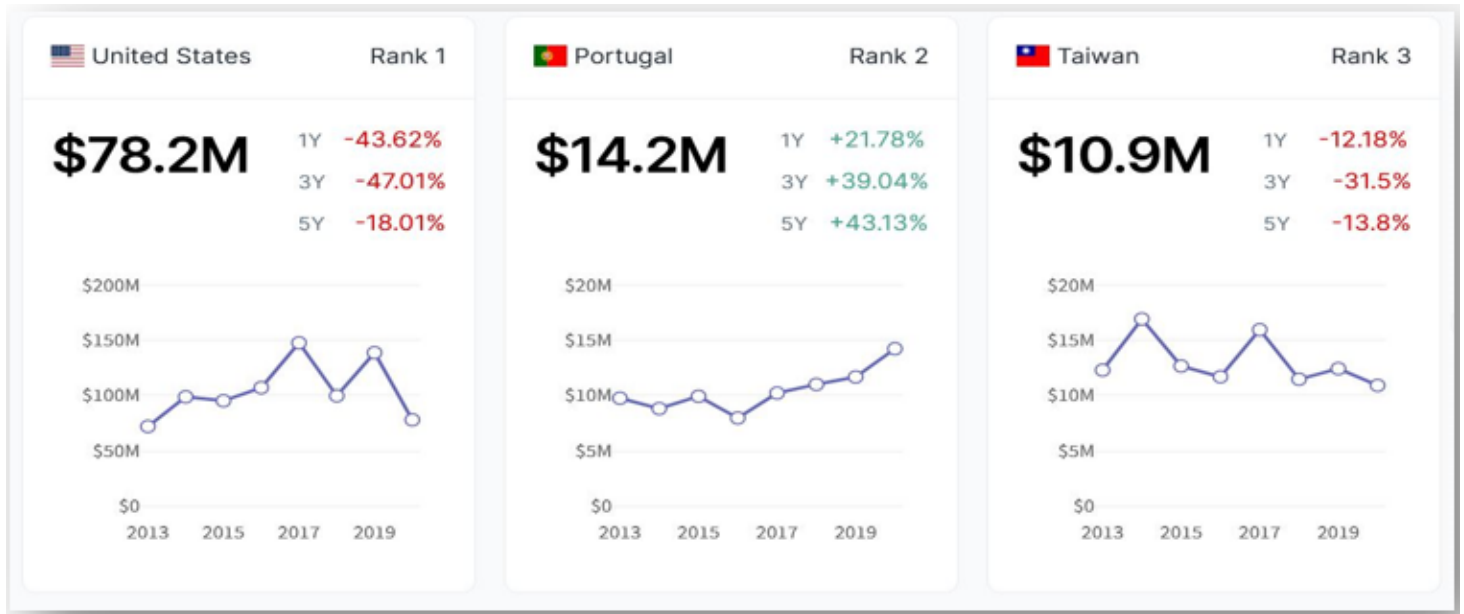 United States Rank 1
$78.2M
1Y -43.62%
3Y -47.01%
5Y -18.01%
$200M
$150M
$100M
$50M
$0
2013 2015 2017 2019
Portugal Rank 2
$14.2M
1Y +21.78%
3Y +39.04%
5Y +43.13%
$20M
$15M
$10M
$5M
$0
2013 2015 2017 2019
Taiwan Rank 3
$10.9M
1Y -12.18%
3Y -31.5%
5Y -13.8%
$20M
$15M
$10M
$5M
$0
2013 2015 2017 2019